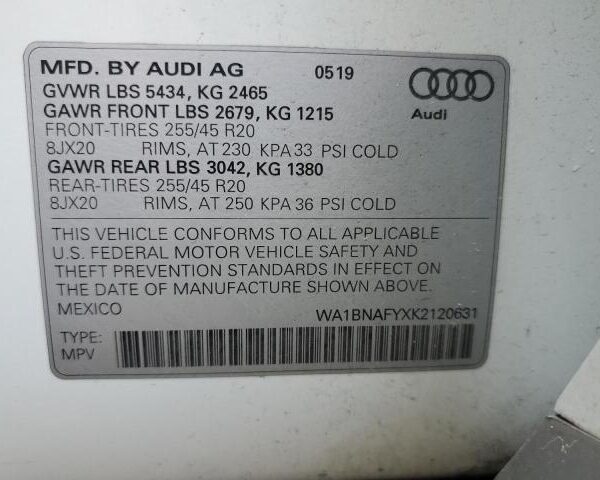 MFD. BY AUDI AG 0519
GVWR LBS 5434, KG 2465
GAWR FRONT LBS 2679, KG 1215
Audi
FRONT-TIRES 255/45 R20
8JX20 RIMS, AT 230 KPA 33 PSI COLD
GAWR REAR LBS 3042, KG 1380
REAR-TIRES 255/45 R20
8JX20 RIMS, AT 250 KPA 36 PSI COLD
THIS VEHICLE CONFORMS TO ALL APPLICABLE
U.S. FEDERAL MOTOR VEHICLE SAFETY AND
THEFT PREVENTION STANDARDS IN EFFECT ON
THE DATE OF MANUFACTURE SHOWN ABOVE.
MEXICO WA1BNAFYXK2120631
TYPE:
MPV